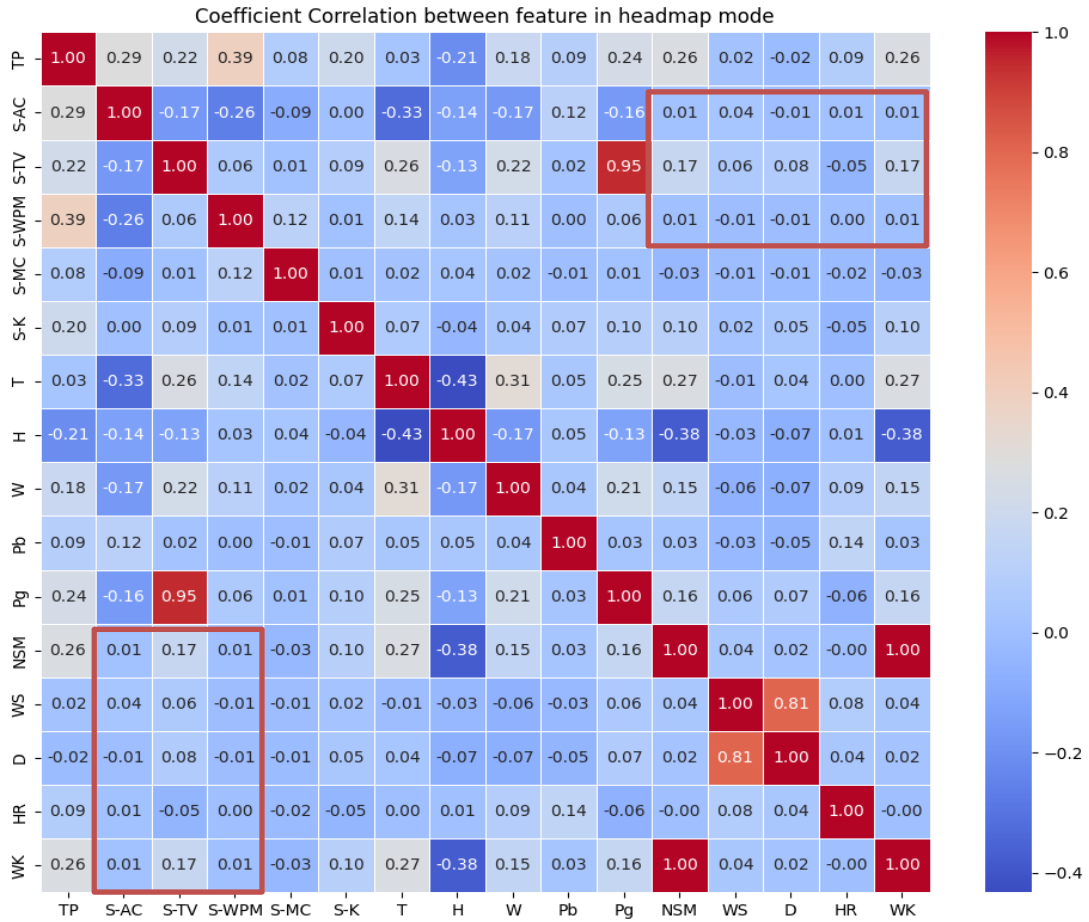 Coefficient Correlation between feature in headmap mode
TP 1.00 0.29 0.22 0.39 0.08 0.20 0.03 -0.21 0.18 0.09 0.24 0.26 0.02 -0.02 0.09 0.26
S-AC 0.29 1.00 -0.17 -0.26 -0.09 0.00 -0.33 -0.14 -0.17 0.12 -0.16 0.01 0.04 -0.01 0.01 0.01
S-TV 0.22 -0.17 1.00 0.06 0.01 0.09 0.26 -0.13 0.22 0.02 0.95 0.17 0.06 0.08 -0.05 0.17
S-WPM 0.39 -0.26 0.06 1.00 0.12 0.01 0.14 0.03 0.11 0.00 0.06 0.01 -0.01 -0.01 0.00 0.01
S-MC 0.08 -0.09 0.01 0.12 1.00 0.01 0.02 0.04 0.02 -0.01 0.01 -0.03 -0.01 -0.01 -0.02 -0.03
S-K 0.20 0.00 0.09 0.01 0.01 1.00 0.07 -0.04 0.04 0.07 0.10 0.10 0.02 0.05 -0.05 0.10
T 0.03 -0.33 0.26 0.14 0.02 0.07 1.00 -0.43 0.31 0.05 0.25 0.27 -0.01 0.04 0.00 0.27
H -0.21 -0.14 -0.13 0.03 0.04 -0.04 -0.43 1.00 -0.17 0.05 -0.13 -0.38 -0.03 -0.07 0.01 -0.38
W 0.18 -0.17 0.22 0.11 0.02 0.04 0.31 -0.17 1.00 0.04 0.21 0.15 -0.06 -0.07 0.09 0.15
Pb 0.09 0.12 0.02 0.00 -0.01 0.07 0.05 0.05 0.04 1.00 0.03 0.03 -0.03 -0.05 0.14 0.03
Pg 0.24 -0.16 0.95 0.06 0.01 0.10 0.25 -0.13 0.21 0.03 1.00 0.16 0.06 0.07 -0.06 0.16
NSM 0.26 0.01 0.17 0.01 -0.03 0.10 0.27 -0.38 0.15 0.03 0.16 1.00 0.04 0.02 -0.00 1.00
WS 0.02 0.04 0.06 -0.01 -0.01 0.02 -0.01 -0.03 -0.06 -0.03 0.06 0.04 1.00 0.81 0.08 0.04
D -0.02 -0.01 0.08 -0.01 -0.01 0.05 0.04 -0.07 -0.07 -0.05 0.07 0.02 0.81 1.00 0.04 0.02
HR 0.09 0.01 -0.05 0.00 -0.02 -0.05 0.00 0.01 0.09 0.14 -0.06 -0.00 0.08 0.04 1.00 -0.00
WK 0.26 0.01 0.17 0.01 -0.03 0.10 0.27 -0.38 0.15 0.03 0.16 1.00 0.04 0.02 -0.00 1.00
TP S-AC S-TV S-WPM S-MC S-K T H W Pb Pg NSM WS D HR WK
1.0
0.8
0.6
0.4
0.2
0.0
−0.2
−0.4